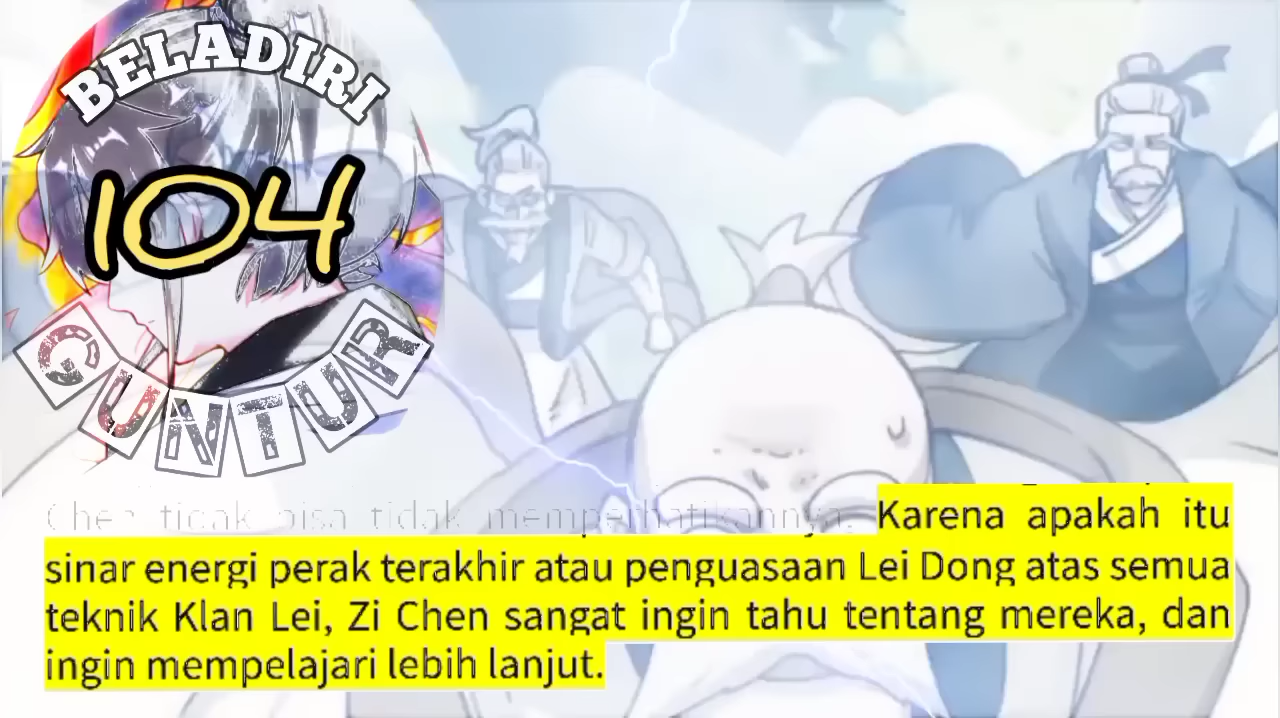 BELADIRI
104
GUNTUR
Chen tidak bisa tidak memperhatikannya. Karena apakah itu
sinar energi perak terakhir atau penguasaan Lei Dong atas semua
teknik Klan Lei, Zi Chen sangat ingin tahu tentang mereka, dan
ingin mempelajari lebih lanjut.